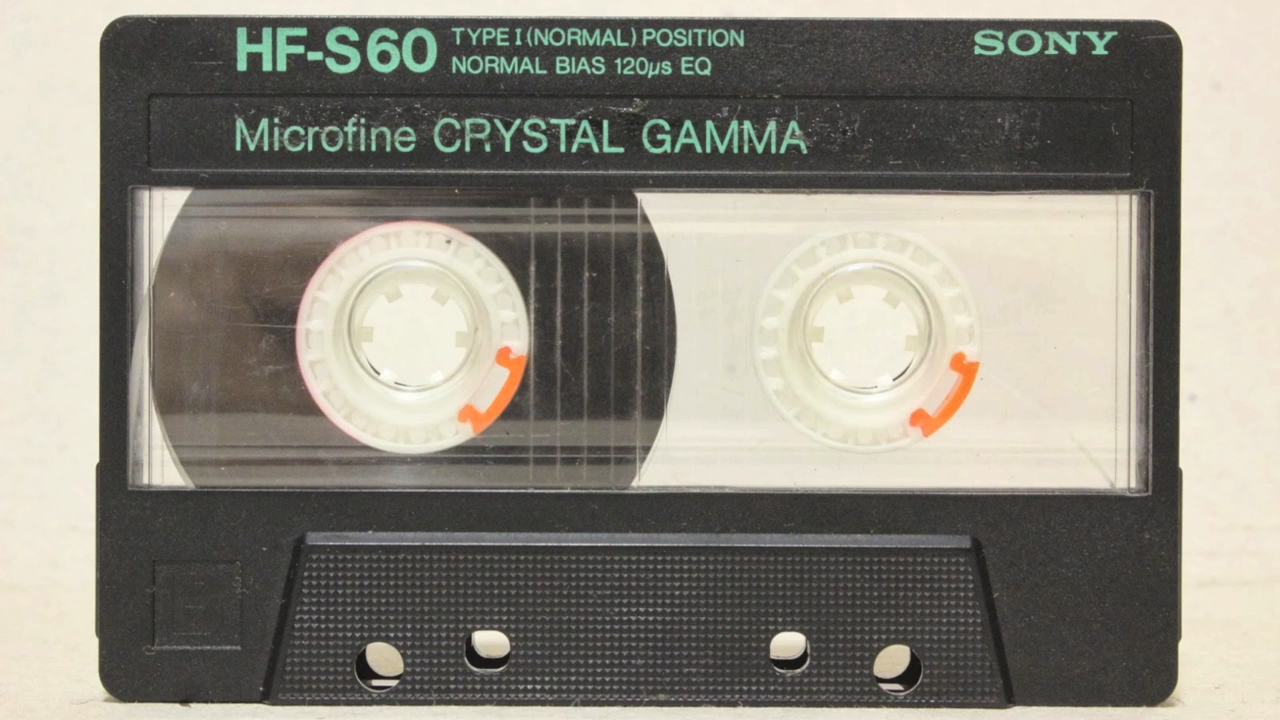 HF-S60
TYPE I (NORMAL) POSITION
NORMAL BIAS 120µs EQ
SONY
Microfine CRYSTAL GAMMA